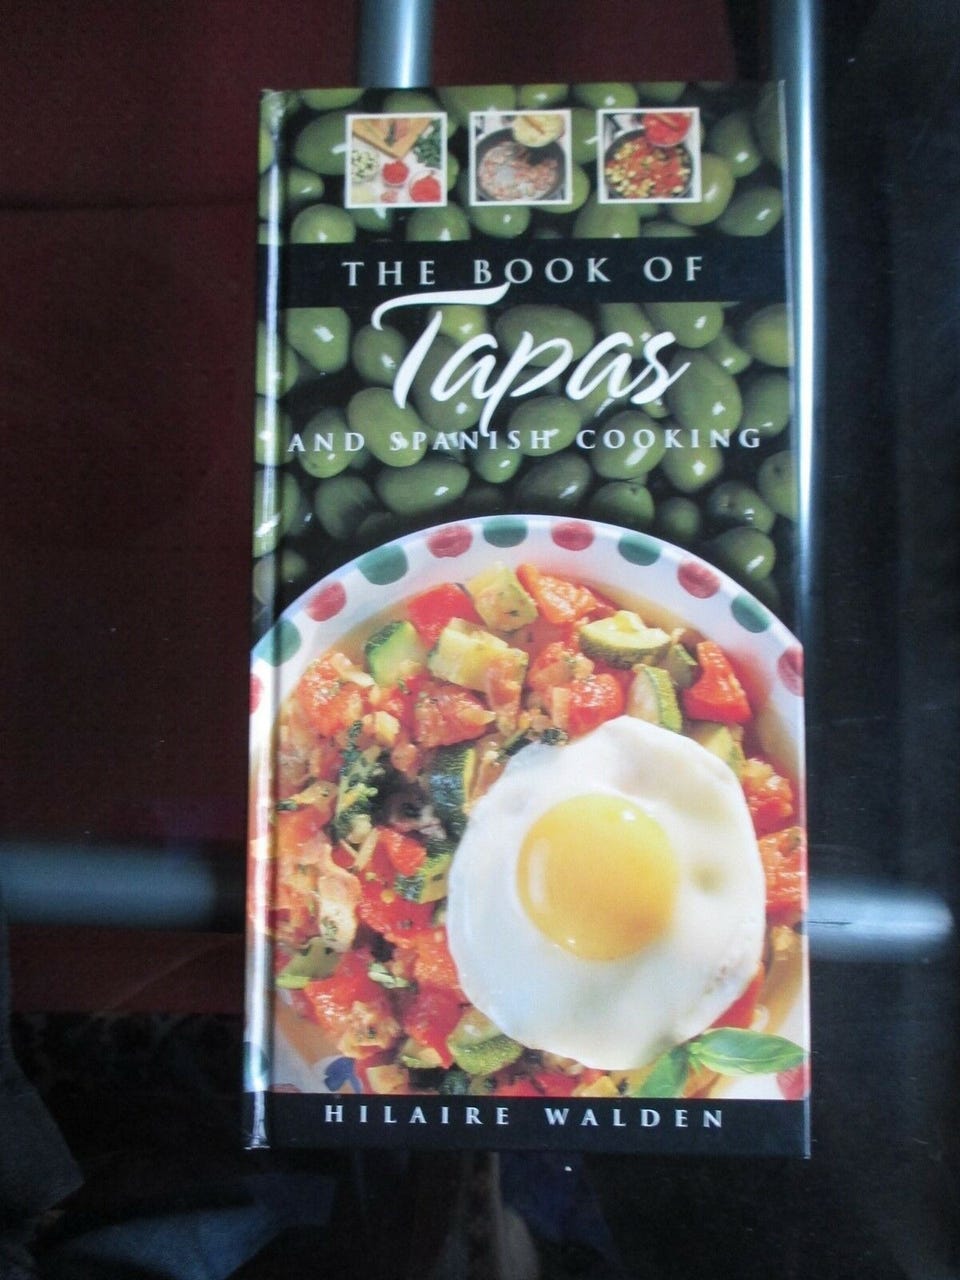 THE BOOK OF
Tapas
AND SPANISH COOKING
HILAIRE WALDEN